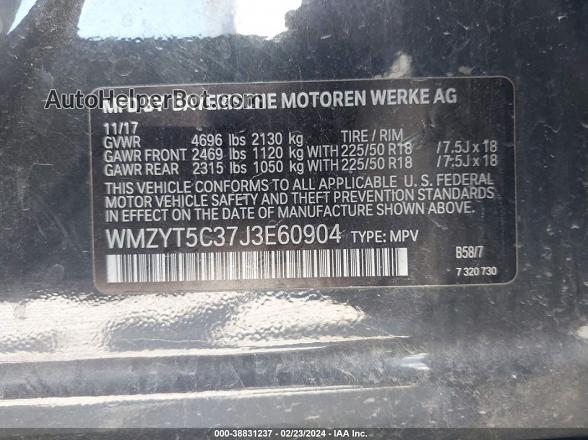 MFD.BY BAYERISCHE MOTOREN WERKE AG
AutoHelperBot.com
11/17
GVWR 4696 lbs 2130 kg TIRE / RIM
GAWR FRONT 2469 lbs 1120 kg WITH 225/50 R18 /7.5J x 18
GAWR REAR 2315 lbs 1050 kg WITH 225/50 R18 /7.5J x 18
THIS VEHICLE CONFORMS TO ALL APPLICABLE U. S. FEDERAL
MOTOR VEHICLE SAFETY AND THEFT PREVENTION STANDARDS
IN EFFECT ON THE DATE OF MANUFACTURE SHOWN ABOVE.
WMZYT5C37J3E60904 TYPE: MPV
B58/7
7 320 730
000-38831237 - 02/23/2024 - IAA Inc.